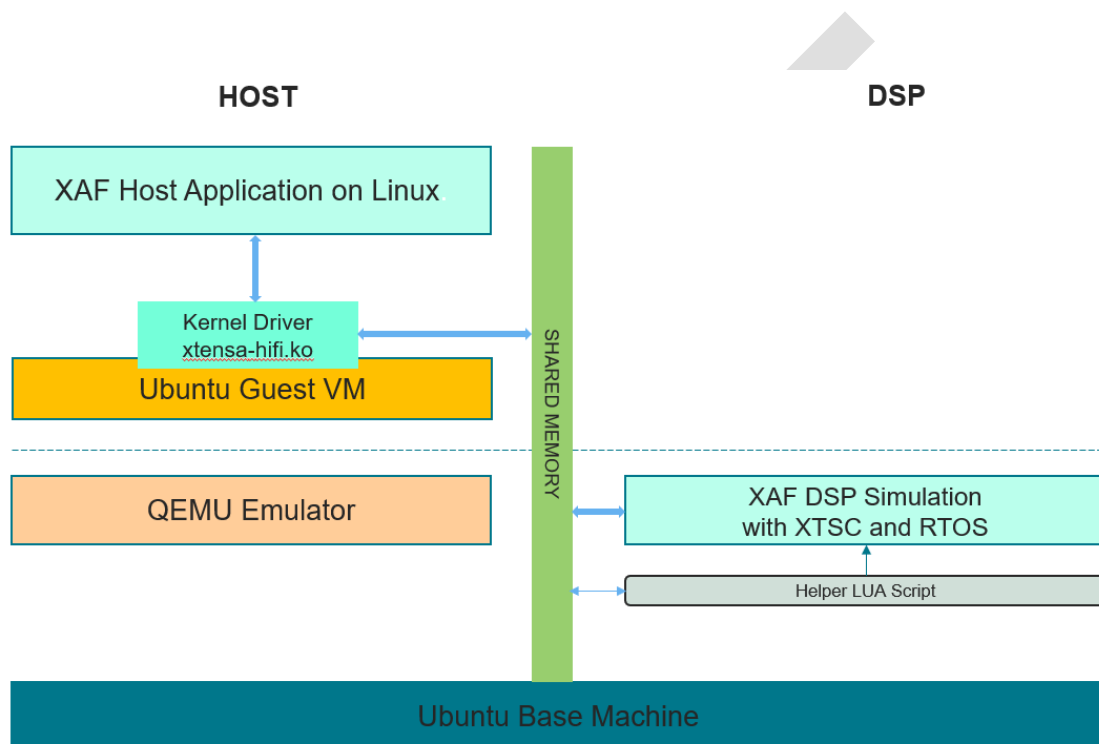 HOST
DSP
XAF Host Application on Linux
Kernel Driver
xtensa-hifi.ko
Ubuntu Guest VM
SHARED MEMORY
QEMU Emulator
XAF DSP Simulation
with XTSC and RTOS
Helper LUA Script
Ubuntu Base Machine